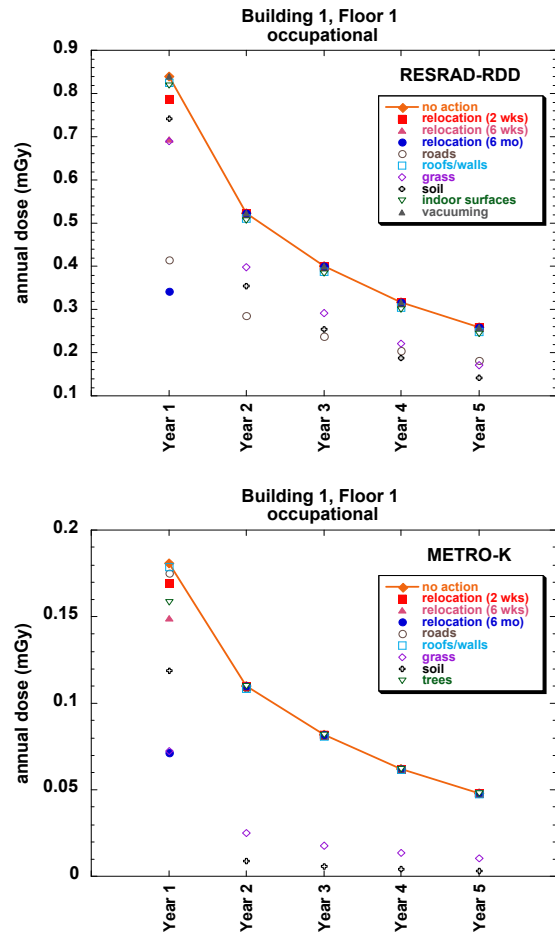 Building 1, Floor 1
occupational
RESRAD-RDD
no action
relocation (2 wks)
relocation (6 wks)
relocation (6 mo)
roads
roofs/walls
grass
soil
indoor surfaces
vacuuming
annual dose (mGy)
0.9
0.8
0.7
0.6
0.5
0.4
0.3
0.2
0.1
Year 1
Year 2
Year 3
Year 4
Year 5
Building 1, Floor 1
occupational
METRO-K
no action
relocation (2 wks)
relocation (6 wks)
relocation (6 mo)
roads
roofs/walls
grass
soil
trees
annual dose (mGy)
0.2
0.15
0.1
0.05
0
Year 1
Year 2
Year 3
Year 4
Year 5